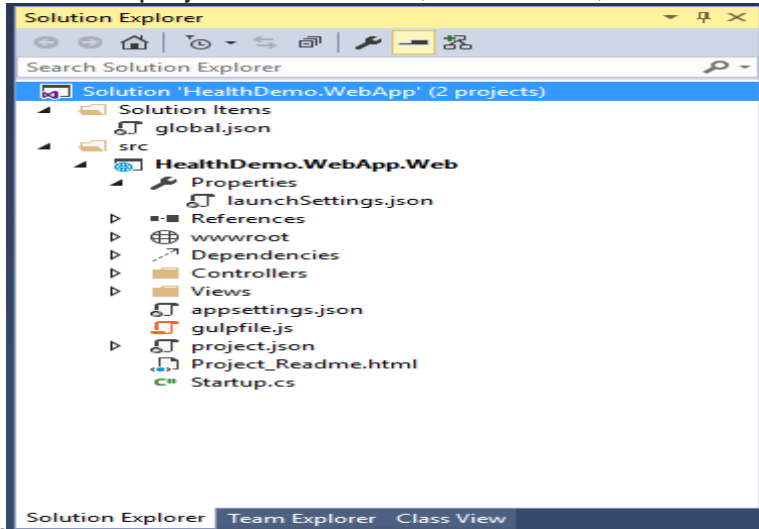 Solution Explorer
Search Solution Explorer
Solution 'HealthDemo.WebApp' (2 projects)
Solution Items
global.json
src
HealthDemo.WebApp.Web
Properties
launchSettings.json
References
wwwroot
Dependencies
Controllers
Views
appsettings.json
gulpfile.js
project.json
Project_Readme.html
C# Startup.cs
Solution Explorer Team Explorer Class View